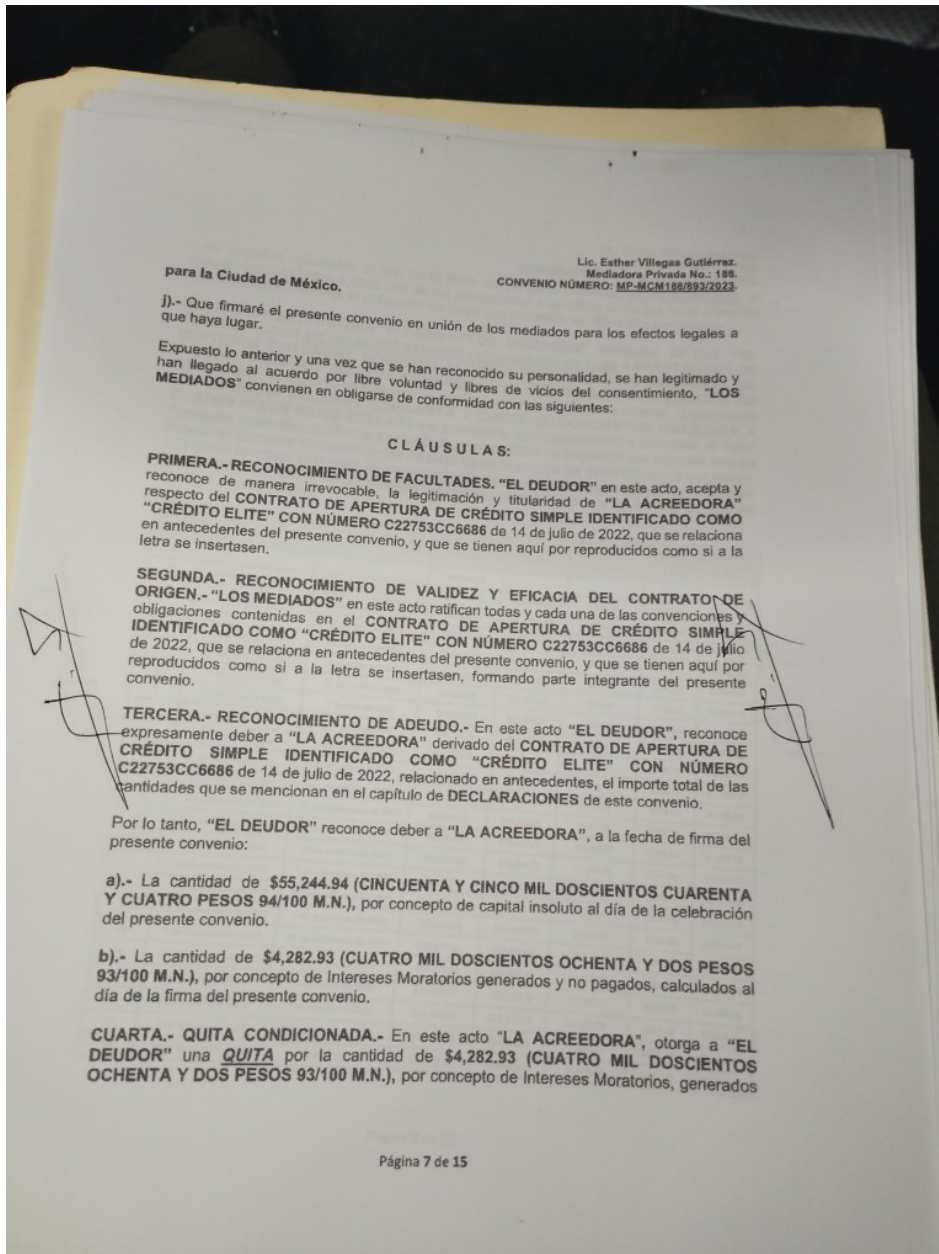 Lic. Esther Villegas Gutiérrez.
Mediadora Privada No.: 188.
CONVENIO NÚMERO: MP-MCM188/893/2023.
para la Ciudad de México.
j).- Que firmaré el presente convenio en unión de los mediados para los efectos legales a
que haya lugar.
Expuesto lo anterior y una vez que se han reconocido su personalidad, se han legitimado y
han llegado al acuerdo por libre voluntad y libres de vicios del consentimiento, "LOS
MEDIADOS" convienen en obligarse de conformidad con las siguientes:
CLÁUSULAS:
PRIMERA.- RECONOCIMIENTO DE FACULTADES. "EL DEUDOR" en este acto, acepta y
reconoce de manera irrevocable, la legitimación y titularidad de "LA ACREEDORA"
respecto del CONTRATO DE APERTURA DE CRÉDITO SIMPLE IDENTIFICADO COMO
"CRÉDITO ELITE" CON NÚMERO C22753CC6686 de 14 de julio de 2022, que se relaciona
en antecedentes del presente convenio, y que se tienen aquí por reproducidos como si a la
letra se insertasen.
SEGUNDA.- RECONOCIMIENTO DE VALIDEZ Y EFICACIA DEL CONTRATO DE
ORIGEN.- "LOS MEDIADOS" en este acto ratifican todas y cada una de las convenciones y
obligaciones contenidas en el CONTRATO DE APERTURA DE CRÉDITO SIMPLE
IDENTIFICADO COMO "CRÉDITO ELITE" CON NÚMERO C22753CC6686 de 14 de julio
de 2022, que se relaciona en antecedentes del presente convenio, y que se tienen aquí por
reproducidos como si a la letra se insertasen, formando parte integrante del presente
convenio.
TERCERA.- RECONOCIMIENTO DE ADEUDO.- En este acto "EL DEUDOR", reconoce
expresamente deber a "LA ACREEDORA" derivado del CONTRATO DE APERTURA DE
CRÉDITO SIMPLE IDENTIFICADO COMO "CRÉDITO ELITE" CON NÚMERO
C22753CC6686 de 14 de julio de 2022, relacionado en antecedentes, el importe total de las
cantidades que se mencionan en el capítulo de DECLARACIONES de este convenio.
Por lo tanto, "EL DEUDOR" reconoce deber a "LA ACREEDORA", a la fecha de firma del
presente convenio:
a).- La cantidad de $55,244.94 (CINCUENTA Y CINCO MIL DOSCIENTOS CUARENTA
Y CUATRO PESOS 94/100 M.N.), por concepto de capital insoluto al día de la celebración
del presente convenio.
b).- La cantidad de $4,282.93 (CUATRO MIL DOSCIENTOS OCHENTA Y DOS PESOS
93/100 M.N.), por concepto de Intereses Moratorios generados y no pagados, calculados al
día de la firma del presente convenio.
CUARTA.- QUITA CONDICIONADA.- En este acto "LA ACREEDORA", otorga a "EL
DEUDOR" una QUITA por la cantidad de $4,282.93 (CUATRO MIL DOSCIENTOS
OCHENTA Y DOS PESOS 93/100 M.N.), por concepto de Intereses Moratorios, generados
Página 7 de 15